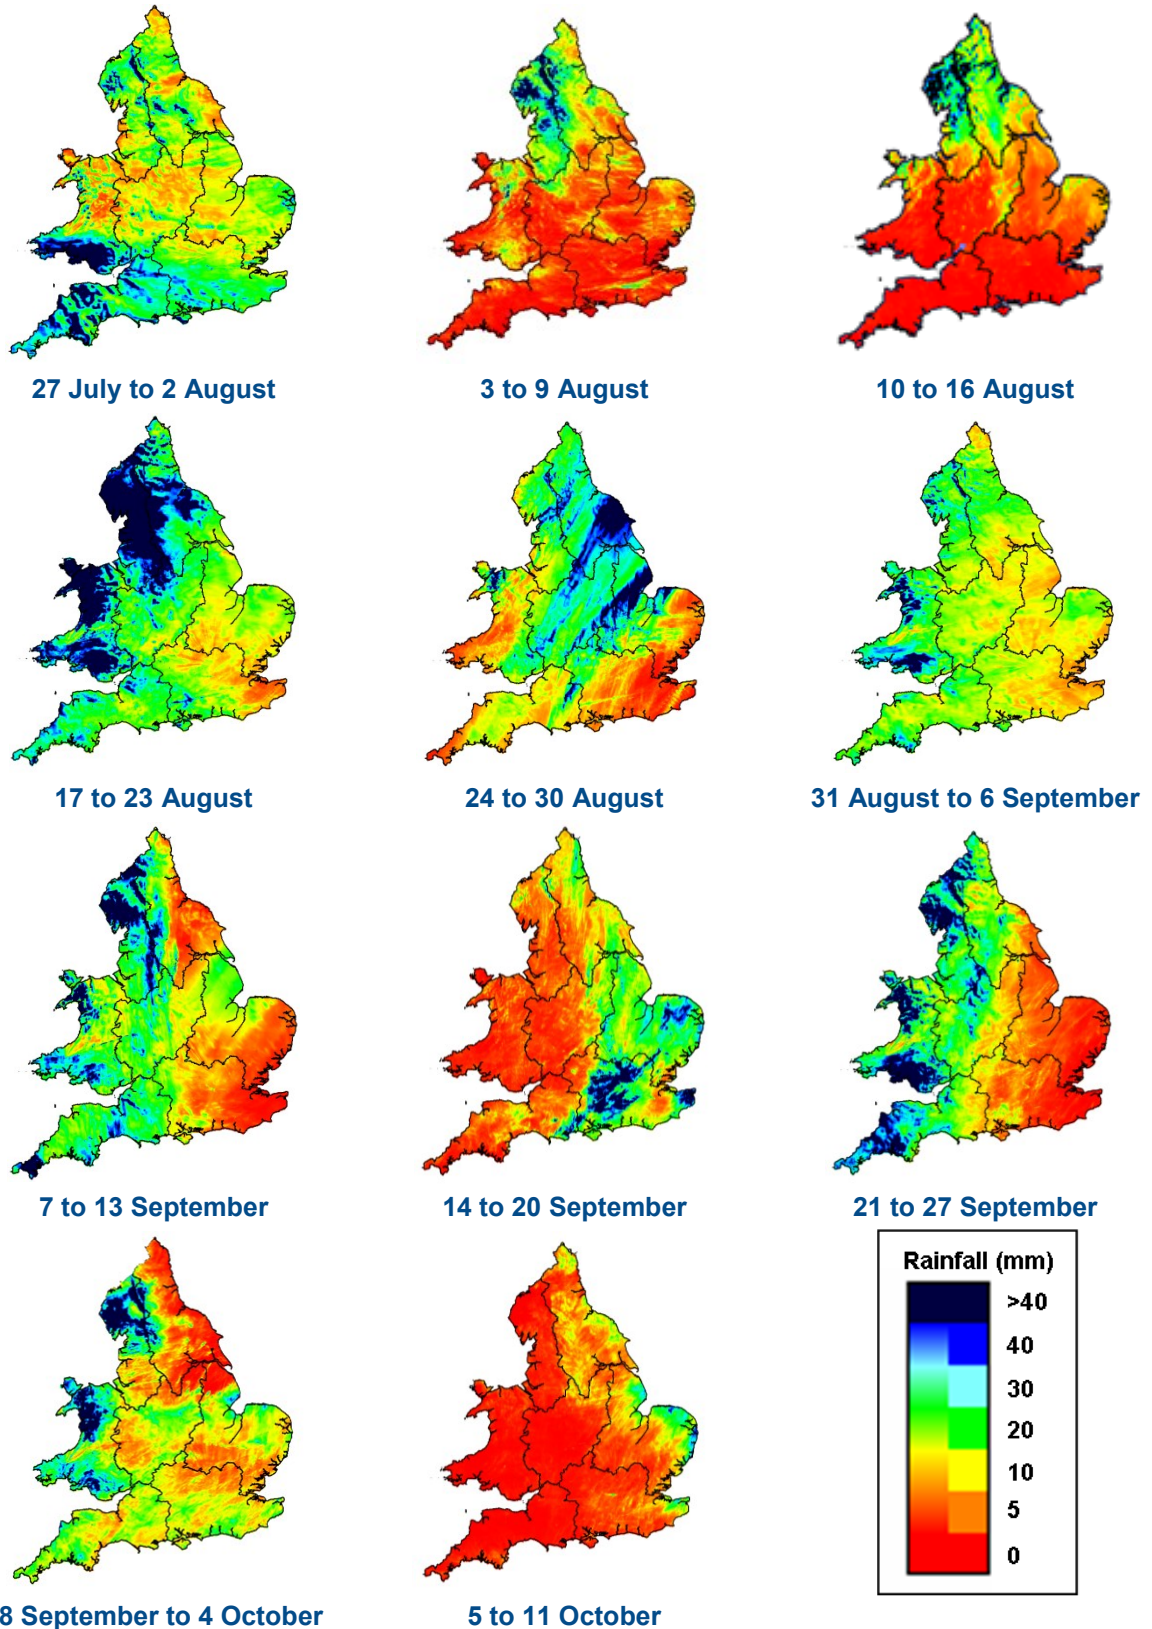 27 July to 2 August
3 to 9 August
10 to 16 August
17 to 23 August
24 to 30 August
31 August to 6 September
7 to 13 September
14 to 20 September
21 to 27 September
Rainfall (mm)
>40
40
30
20
10
5
0
8 September to 4 October
5 to 11 October